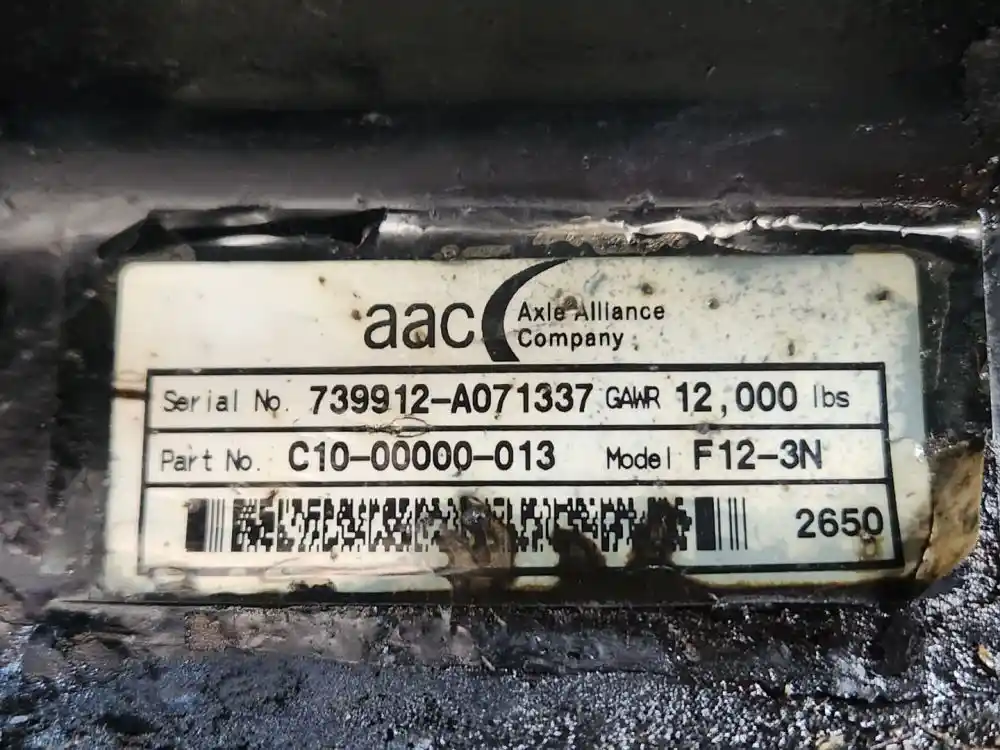 aac Axle Alliance
Company
Serial No. 739912-A071337 GAWR 12,000 lbs
Part No. C10-00000-013 Model F12-3N
2650